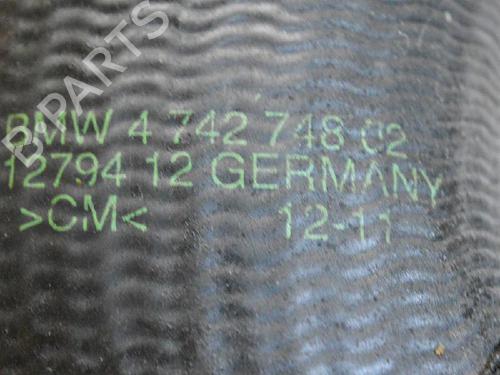 B-PARTS
BMW 4 742 748 02
12794 12 GERMANY
>CM< 12-11